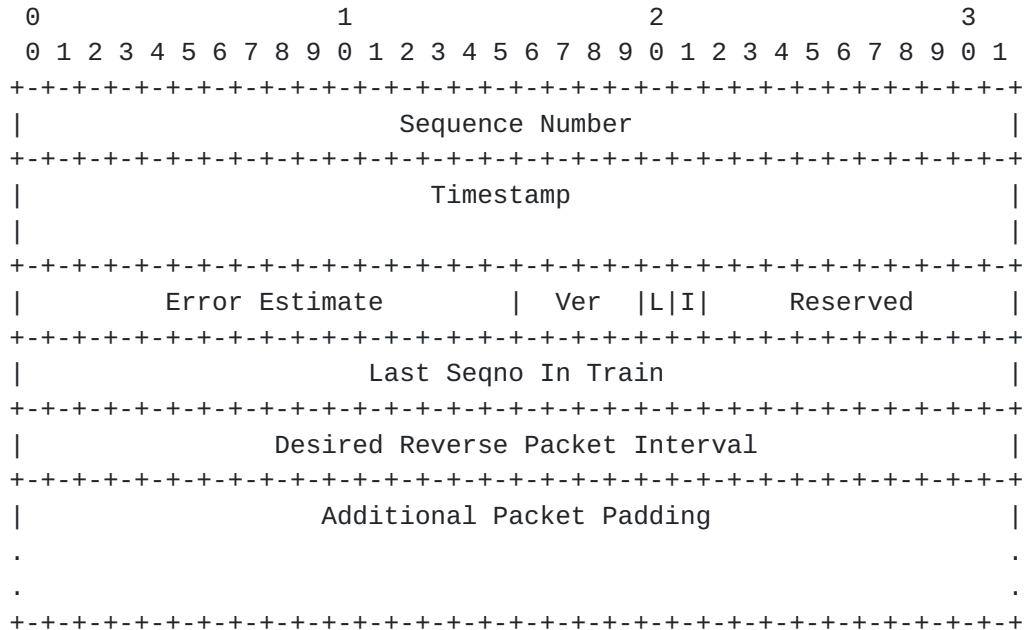 0                   1                   2                   3
 0 1 2 3 4 5 6 7 8 9 0 1 2 3 4 5 6 7 8 9 0 1 2 3 4 5 6 7 8 9 0 1
+-+-+-+-+-+-+-+-+-+-+-+-+-+-+-+-+-+-+-+-+-+-+-+-+-+-+-+-+-+-+-+-+
|                        Sequence Number                        |
+-+-+-+-+-+-+-+-+-+-+-+-+-+-+-+-+-+-+-+-+-+-+-+-+-+-+-+-+-+-+-+-+
|                          Timestamp                            |
|                                                               |
+-+-+-+-+-+-+-+-+-+-+-+-+-+-+-+-+-+-+-+-+-+-+-+-+-+-+-+-+-+-+-+-+
|         Error Estimate        |  Ver  |L|I|     Reserved      |
+-+-+-+-+-+-+-+-+-+-+-+-+-+-+-+-+-+-+-+-+-+-+-+-+-+-+-+-+-+-+-+-+
|                      Last Seqno In Train                      |
+-+-+-+-+-+-+-+-+-+-+-+-+-+-+-+-+-+-+-+-+-+-+-+-+-+-+-+-+-+-+-+-+
|                Desired Reverse Packet Interval                |
+-+-+-+-+-+-+-+-+-+-+-+-+-+-+-+-+-+-+-+-+-+-+-+-+-+-+-+-+-+-+-+-+
|                   Additional Packet Padding                   |
.                                                               .
.                                                               .
+-+-+-+-+-+-+-+-+-+-+-+-+-+-+-+-+-+-+-+-+-+-+-+-+-+-+-+-+-+-+-+-+